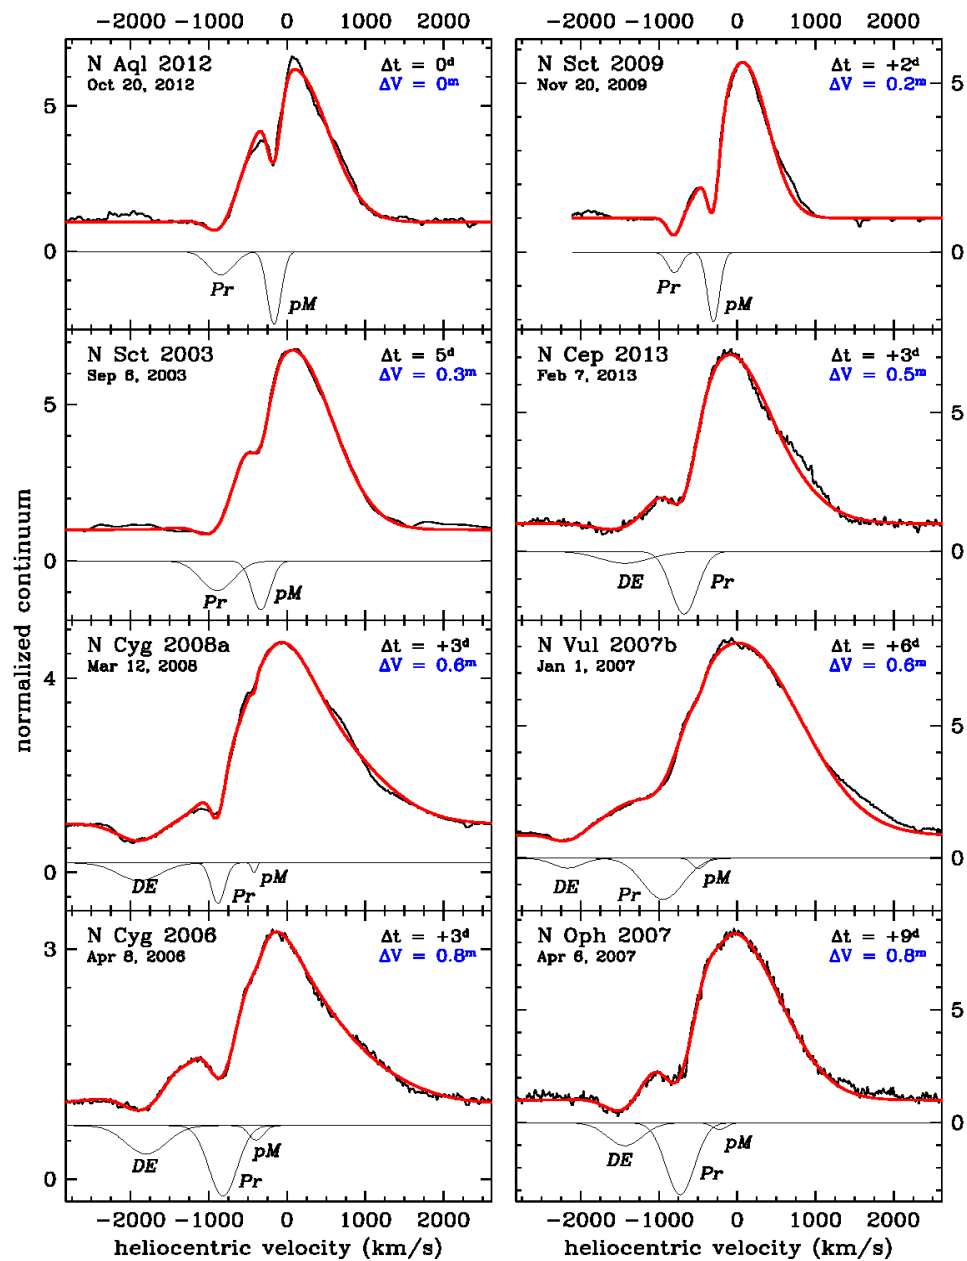 -2000 -1000 0 1000 2000
-2000 -1000 0 1000 2000
N Aql 2012
Oct 20, 2012
Δt = 0ᵈ
ΔV = 0ᵐ
5
0
Pr
pM
N Sct 2009
Nov 20, 2009
Δt = +2ᵈ
ΔV = 0.2ᵐ
5
0
Pr
pM
N Sct 2003
Sep 6, 2003
Δt = 5ᵈ
ΔV = 0.3ᵐ
5
0
Pr
pM
N Cep 2013
Feb 7, 2013
Δt = +3ᵈ
ΔV = 0.5ᵐ
5
0
DE
Pr
normalized continuum
N Cyg 2008a
Mar 12, 2008
Δt = +3ᵈ
ΔV = 0.6ᵐ
4
0
DE
Pr
pM
N Vul 2007b
Jan 1, 2007
Δt = +6ᵈ
ΔV = 0.6ᵐ
5
0
DE
Pr
pM
N Cyg 2006
Apr 8, 2006
Δt = +3ᵈ
ΔV = 0.8ᵐ
3
0
DE
Pr
pM
N Oph 2007
Apr 6, 2007
Δt = +9ᵈ
ΔV = 0.8ᵐ
5
0
DE
Pr
pM
-2000 -1000 0 1000 2000
-2000 -1000 0 1000 2000
heliocentric velocity (km/s)
heliocentric velocity (km/s)